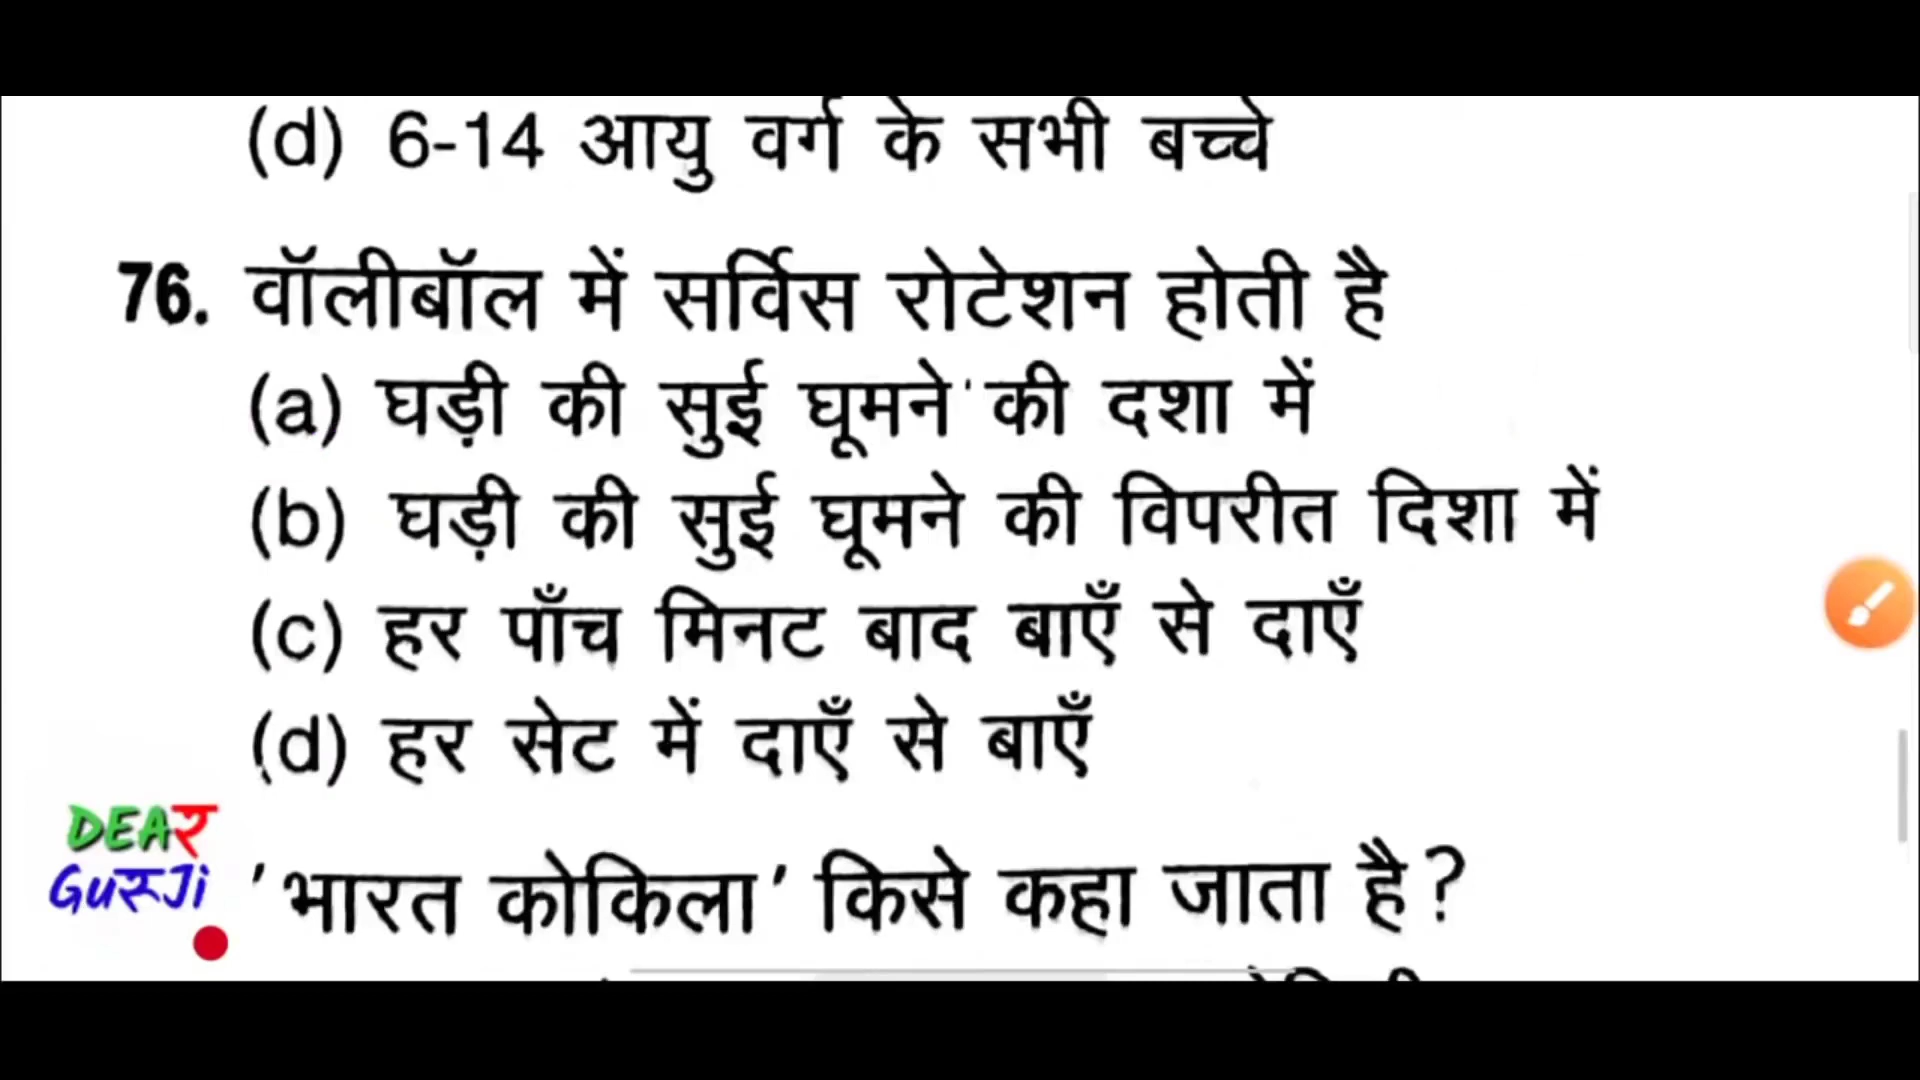 (d) 6-14 आयु वर्ग के सभी बच्चे
76. वॉलीबॉल में सर्विस रोटेशन होती है
(a) घड़ी की सुई घूमने की दशा में
(b) घड़ी की सुई घूमने की विपरीत दिशा में
(c) हर पाँच मिनट बाद बाएँ से दाएँ
(d) हर सेट में दाएँ से बाएँ
'भारत कोकिला' किसे कहा जाता है?
DEAर
GuरूJi